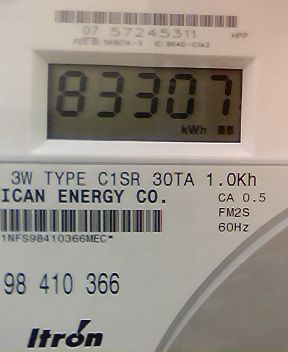 07 57245311 HPP
83307
kWh
3W TYPE C1SR 30TA 1.0Kh
ICAN ENERGY CO. CA 0.5
FM2S
60Hz
1NFS98410366MEC*
98 410 366
Itron